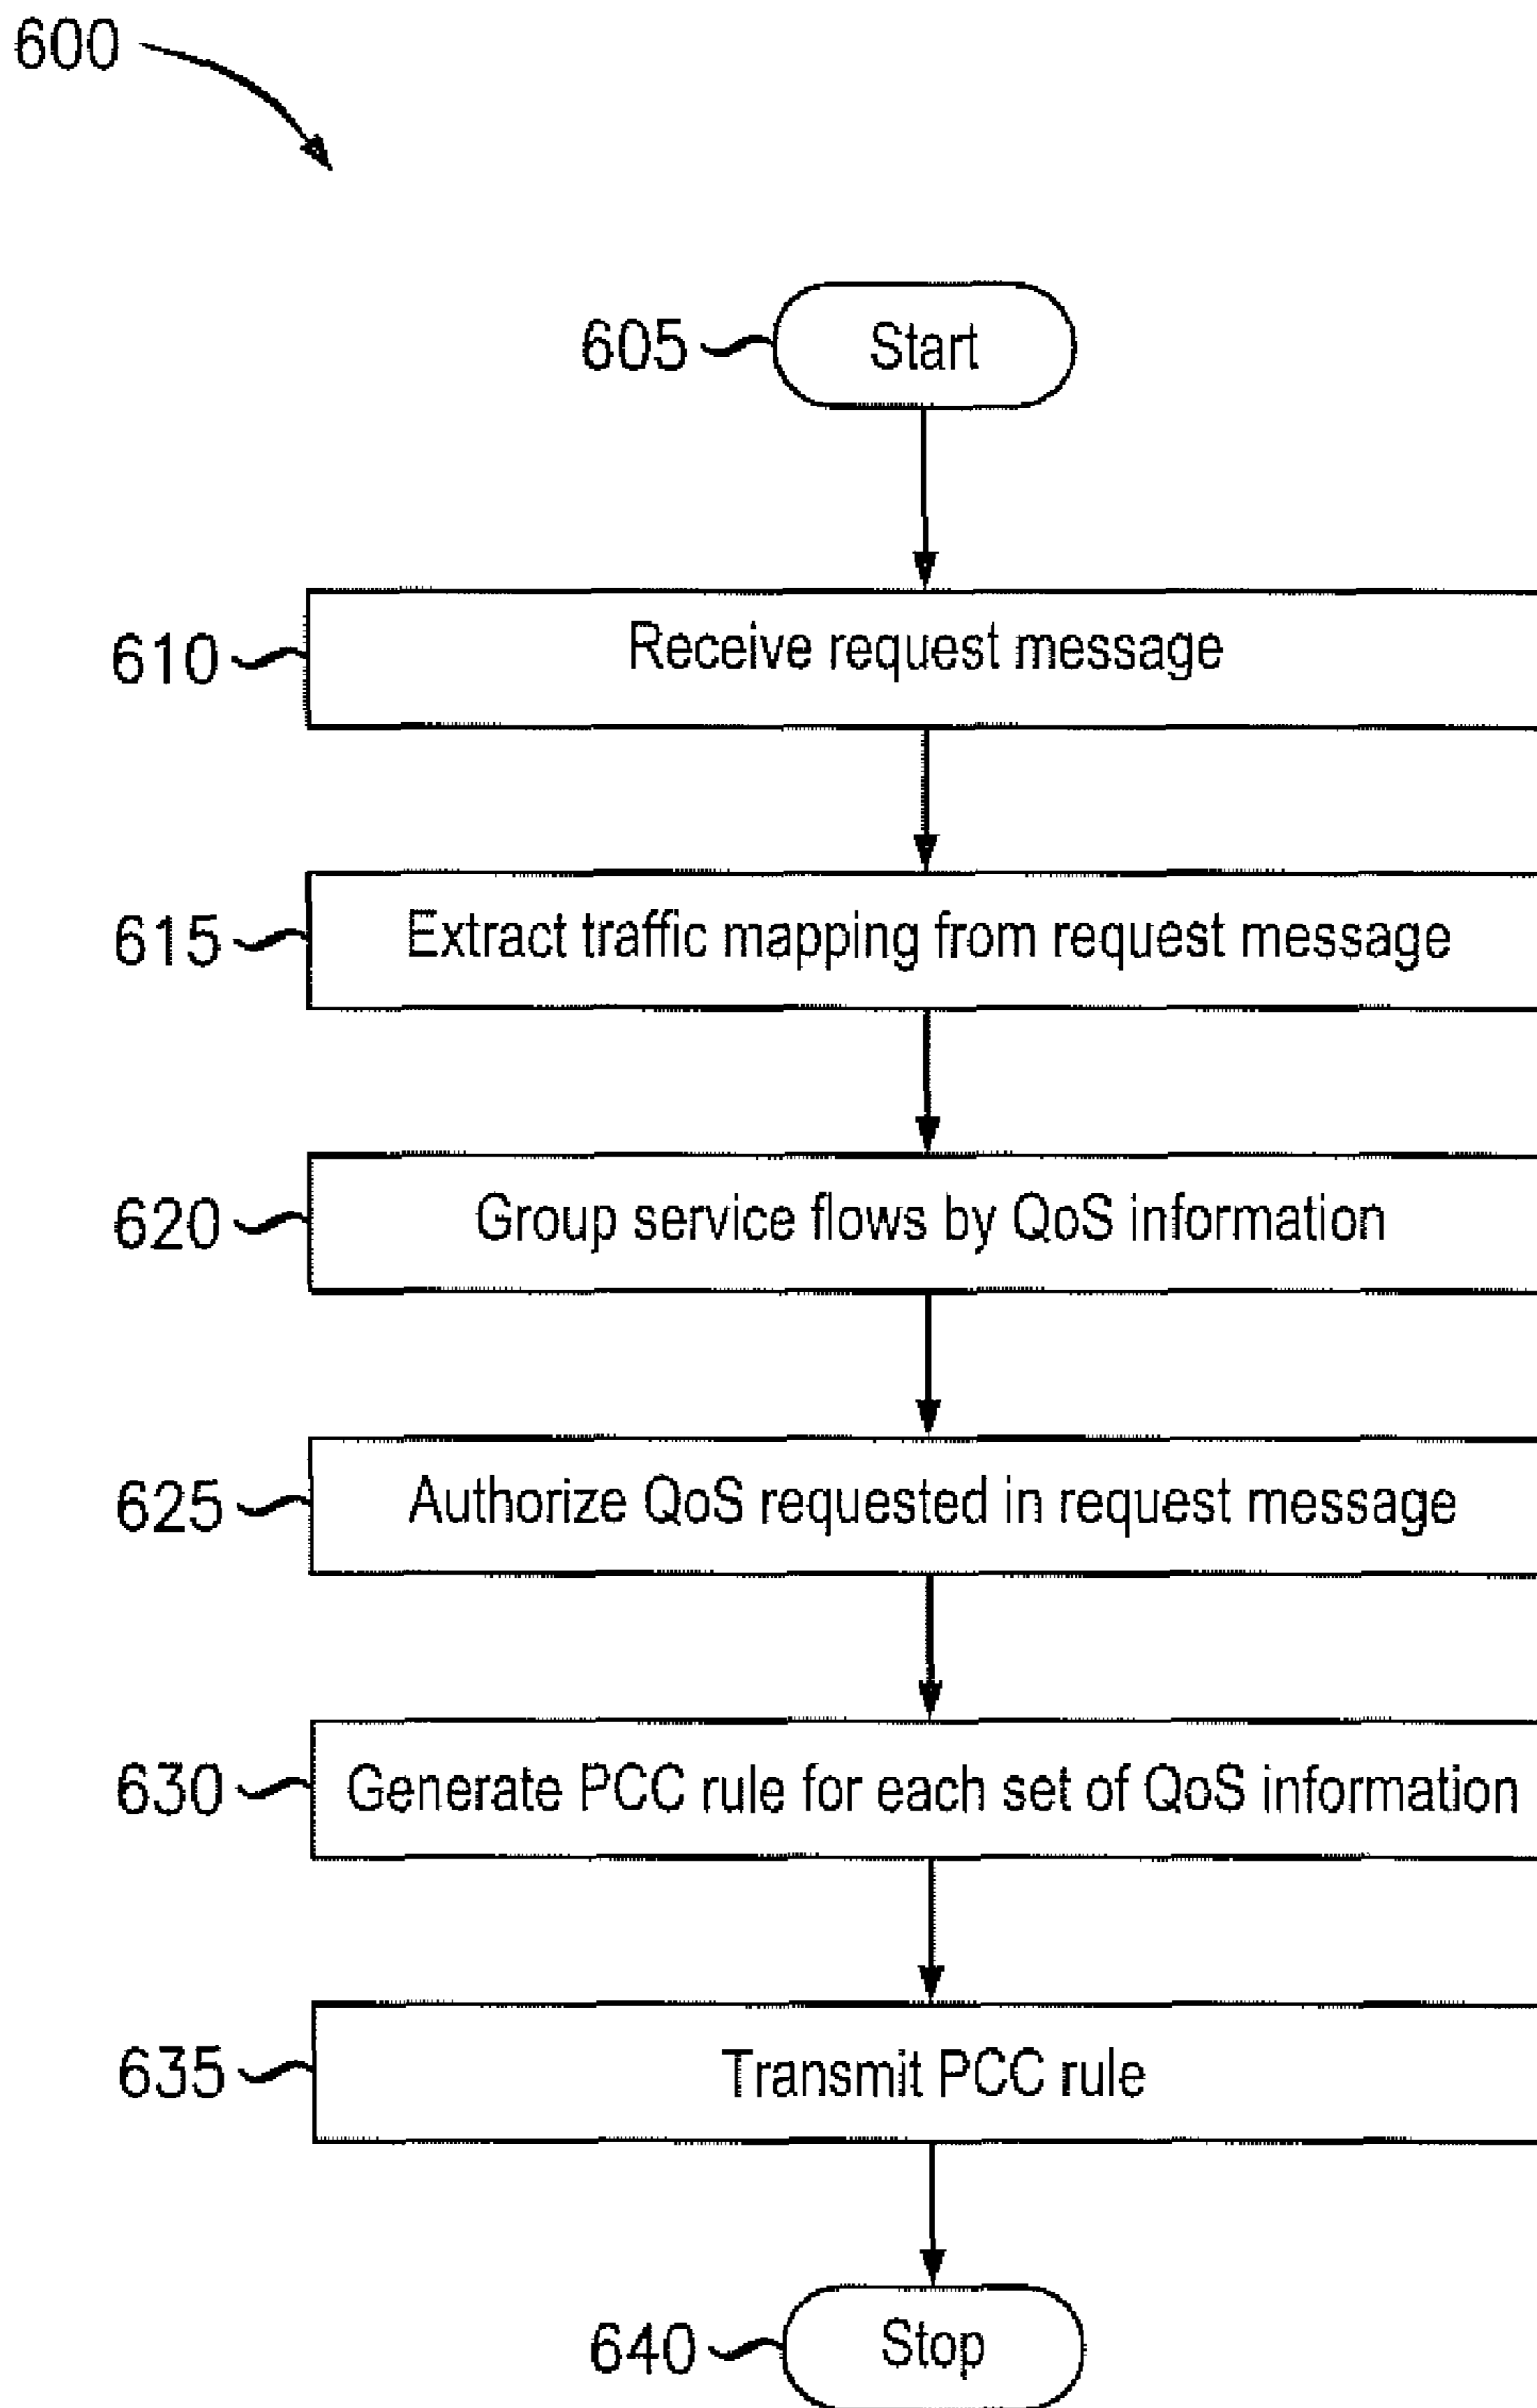 600
605 Start
610 Receive request message
615 Extract traffic mapping from request message
620 Group service flows by QoS information
625 Authorize QoS requested in request message
630 Generate PCC rule for each set of QoS information
635 Transmit PCC rule
640 Stop